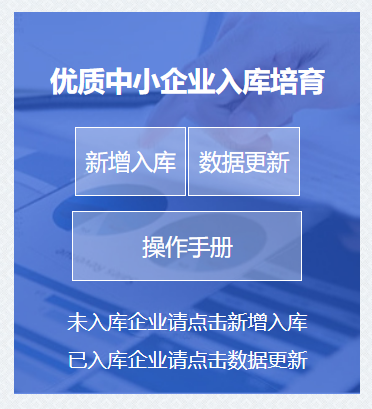 优质中小企业入库培育
新增入库 数据更新
操作手册
未入库企业请点击新增入库
已入库企业请点击数据更新